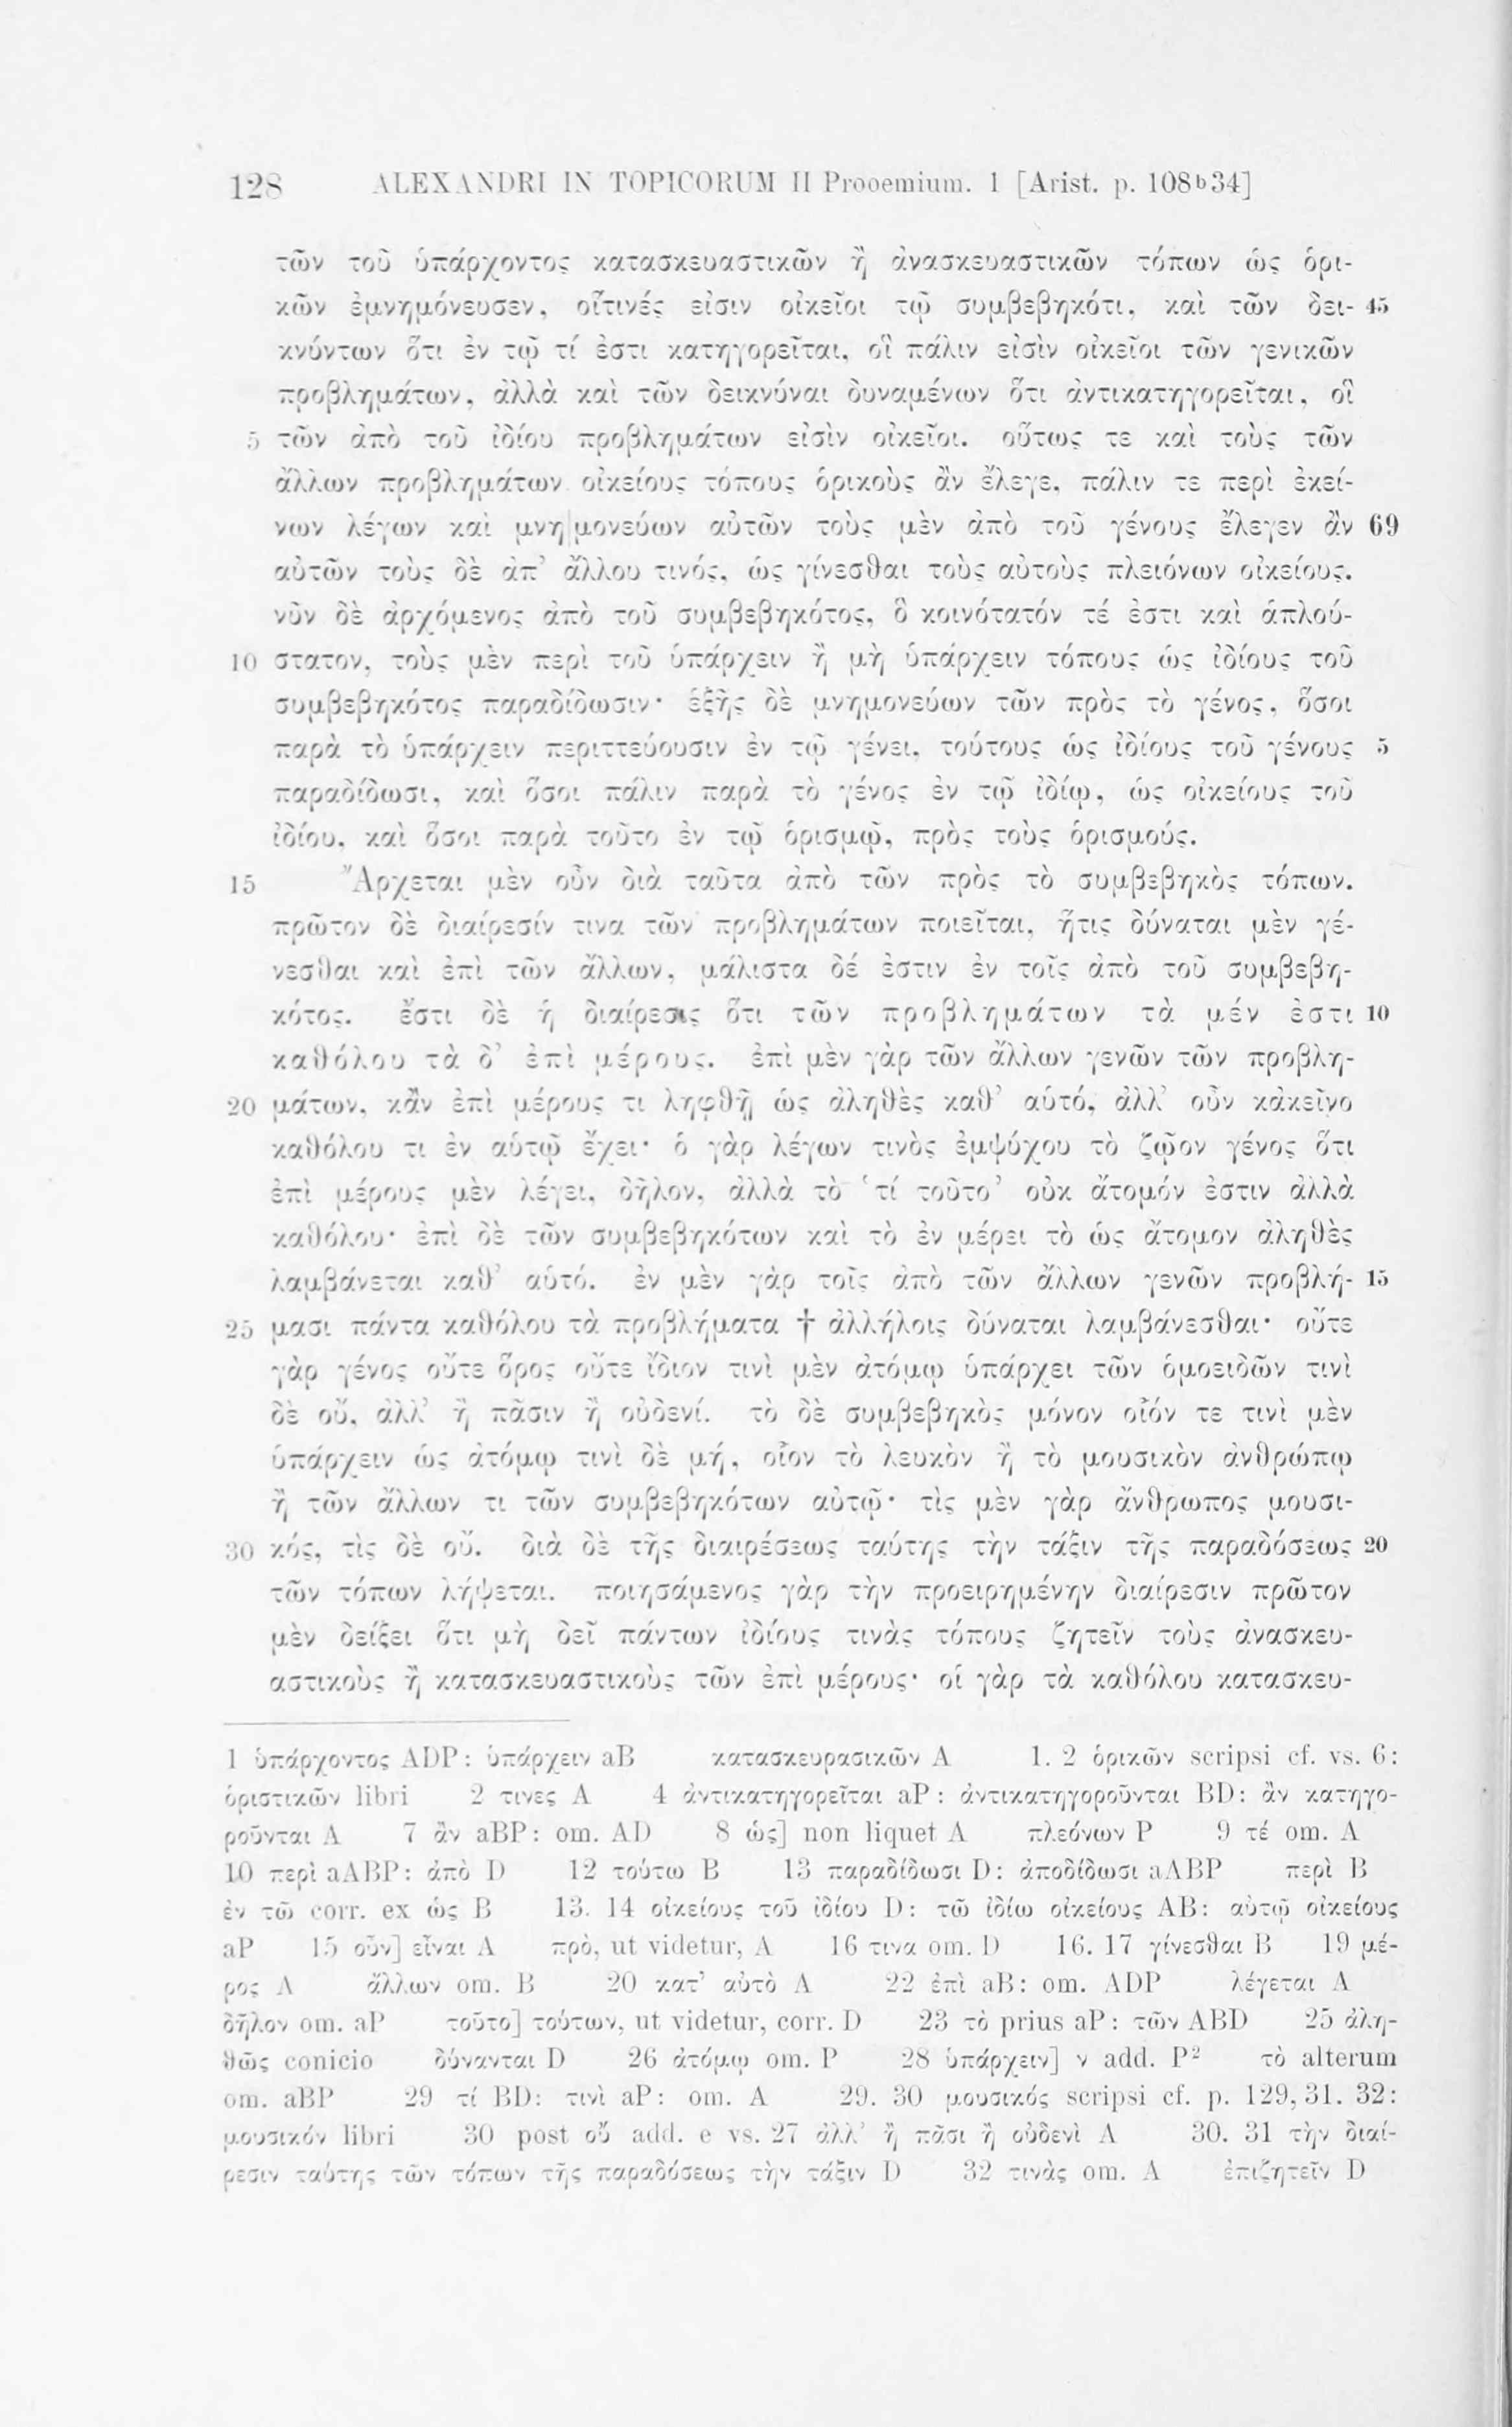 128 ALEXANDRI IN TOPICORUM II Prooemium. 1 [Arist. p. 108b34]
τῶν τοῦ ὑπάρχοντος κατασκευαστικῶν ἢ ἀνασκευαστικῶν τόπων ὡς ὁρι-
κῶν ἐμνημόνευσεν, οἵτινές εἰσιν οἰκεῖοι τῷ συμβεβηκότι, καὶ τῶν δει- 45
κνύντων ὅτι ἐν τῷ τί ἐστι κατηγορεῖται, οἳ πάλιν εἰσὶν οἰκεῖοι τῶν γενικῶν
προβλημάτων, ἀλλὰ καὶ τῶν δεικνύναι δυναμένων ὅτι ἀντικατηγορεῖται, οἳ
5 τῶν ἀπὸ τοῦ ἰδίου προβλημάτων εἰσὶν οἰκεῖοι. οὕτως τε καὶ τοὺς τῶν
ἄλλων προβλημάτων οἰκείους τόπους ὁρικοὺς ἂν ἔλεγε, πάλιν τε περὶ ἐκεί-
νων λέγων καὶ μνη|μονεύων αὐτῶν τοὺς μὲν ἀπὸ τοῦ γένους ἔλεγεν ἂν 69
αὐτῶν τοὺς δὲ ἀπ’ ἄλλου τινός, ὡς γίνεσθαι τοὺς αὐτοὺς πλειόνων οἰκείους.
νῦν δὲ ἀρχόμενος ἀπὸ τοῦ συμβεβηκότος, ὃ κοινότατόν τέ ἐστι καὶ ἁπλού-
10 στατον, τοὺς μὲν περὶ τοῦ ὑπάρχειν ἢ μὴ ὑπάρχειν τόπους ὡς ἰδίους τοῦ
συμβεβηκότος παραδίδωσιν· ἑξῆς δὲ μνημονεύων τῶν πρὸς τὸ γένος, ὅσοι
παρὰ τὸ ὑπάρχειν περιττεύουσιν ἐν τῷ γένει, τούτους ὡς ἰδίους τοῦ γένους 5
παραδίδωσι, καὶ ὅσοι πάλιν παρὰ τὸ γένος ἐν τῷ ἰδίῳ, ὡς οἰκείους τοῦ
ἰδίου, καὶ ὅσοι παρὰ τοῦτο ἐν τῷ ὁρισμῷ, πρὸς τοὺς ὁρισμούς.
15 Ἄρχεται μὲν οὖν διὰ ταῦτα ἀπὸ τῶν πρὸς τὸ συμβεβηκὸς τόπων.
πρῶτον δὲ διαίρεσίν τινα τῶν προβλημάτων ποιεῖται, ἥτις δύναται μὲν γέ-
νεσθαι καὶ ἐπὶ τῶν ἄλλων, μάλιστα δέ ἐστιν ἐν τοῖς ἀπὸ τοῦ συμβεβη-
κότος. ἔστι δὲ ἡ διαίρεσις ὅτι τῶν προβλημάτων τὰ μέν ἐστι 10
καθόλου τὰ δ’ ἐπὶ μέρους. ἐπὶ μὲν γὰρ τῶν ἄλλων γενῶν τῶν προβλη-
20 μάτων, κἂν ἐπὶ μέρους τι ληφθῇ ὡς ἀληθὲς καθ’ αὑτό, ἀλλ’ οὖν κἀκεῖνο
καθόλου τι ἐν αὑτῷ ἔχει· ὁ γὰρ λέγων τινὸς ἐμψύχου τὸ ζῷον γένος ὅτι
ἐπὶ μέρους μὲν λέγει, δῆλον, ἀλλὰ τὸ ‘τί τοῦτο’ οὐκ ἄτομόν ἐστιν ἀλλὰ
καθόλου· ἐπὶ δὲ τῶν συμβεβηκότων καὶ τὸ ἐν μέρει τὸ ὡς ἄτομον ἀληθὲς
λαμβάνεται καθ’ αὑτό. ἐν μὲν γὰρ τοῖς ἀπὸ τῶν ἄλλων γενῶν προβλή- 15
25 μασι πάντα καθόλου τὰ προβλήματα † ἀλλήλοις δύναται λαμβάνεσθαι· οὔτε
γὰρ γένος οὔτε ὅρος οὔτε ἴδιον τινὶ μὲν ἀτόμῳ ὑπάρχει τῶν ὁμοειδῶν τινὶ
δὲ οὔ, ἀλλ’ ἢ πᾶσιν ἢ οὐδενί. τὸ δὲ συμβεβηκὸς μόνον οἷόν τε τινὶ μὲν
ὑπάρχειν ὡς ἀτόμῳ τινὶ δὲ μή, οἷον τὸ λευκὸν ἢ τὸ μουσικὸν ἀνθρώπῳ
ἢ τῶν ἄλλων τι τῶν συμβεβηκότων αὐτῷ· τὶς μὲν γὰρ ἄνθρωπος μουσι-
30 κός, τὶς δὲ οὔ. διὰ δὲ τῆς διαιρέσεως ταύτης τὴν τάξιν τῆς παραδόσεως 20
τῶν τόπων λήψεται. ποιησάμενος γὰρ τὴν προειρημένην διαίρεσιν πρῶτον
μὲν δείξει ὅτι μὴ δεῖ πάντων ἰδίους τινὰς τόπους ζητεῖν τοὺς ἀνασκευ-
αστικοὺς ἢ κατασκευαστικοὺς τῶν ἐπὶ μέρους· οἱ γὰρ τὰ καθόλου κατασκευ-
1 ὑπάρχοντος ADP: ὑπάρχειν aB κατασκευρασικῶν A 1. 2 ὁρικῶν scripsi cf. vs. 6:
ὁριστικῶν libri 2 τινες A 4 ἀντικατηγορεῖται aP: ἀντικατηγοροῦνται BD: ἂν κατηγο-
ροῦνται A 7 ἂν aBP: om. AD 8 ὡς] non liquet A πλεόνων P 9 τέ om. A
10 περὶ aABP: ἀπὸ D 12 τούτω B 13 παραδίδωσι D: ἀποδίδωσι aABP περὶ B
ἐν τῶ corr. ex ὡς B 13. 14 οἰκείους τοῦ ἰδίου D: τῶ ἰδίω οἰκείους AB: αὐτῷ οἰκείους
aP 15 οὖν] εἶναι A πρὸ, ut videtur, A 16 τινα om. D 16. 17 γίνεσθαι B 19 μέ-
ρος A ἄλλων om. B 20 κατ’ αὐτὸ A 22 ἐπὶ aB: om. ADP λέγεται A
δῆλον om. aP τοῦτο] τούτων, ut videtur, corr. D 23 τὸ prius aP: τῶν ABD 25 ἀλη-
θῶς conicio δύνανται D 26 ἀτόμῳ om. P 28 ὑπάρχειν] ν add. P² τὸ alterum
om. aBP 29 τί BD: τινὶ aP: om. A 29. 30 μουσικός scripsi cf. p. 129,31. 32:
μουσικόν libri 30 post οὔ add. e vs. 27 ἀλλ’ ἢ πᾶσι ἢ οὐδενὶ A 30. 31 τὴν διαί-
ρεσιν ταύτης τῶν τόπων τῆς παραδόσεως τὴν τάξιν D 32 τινὰς om. A ἐπιζητεῖν D